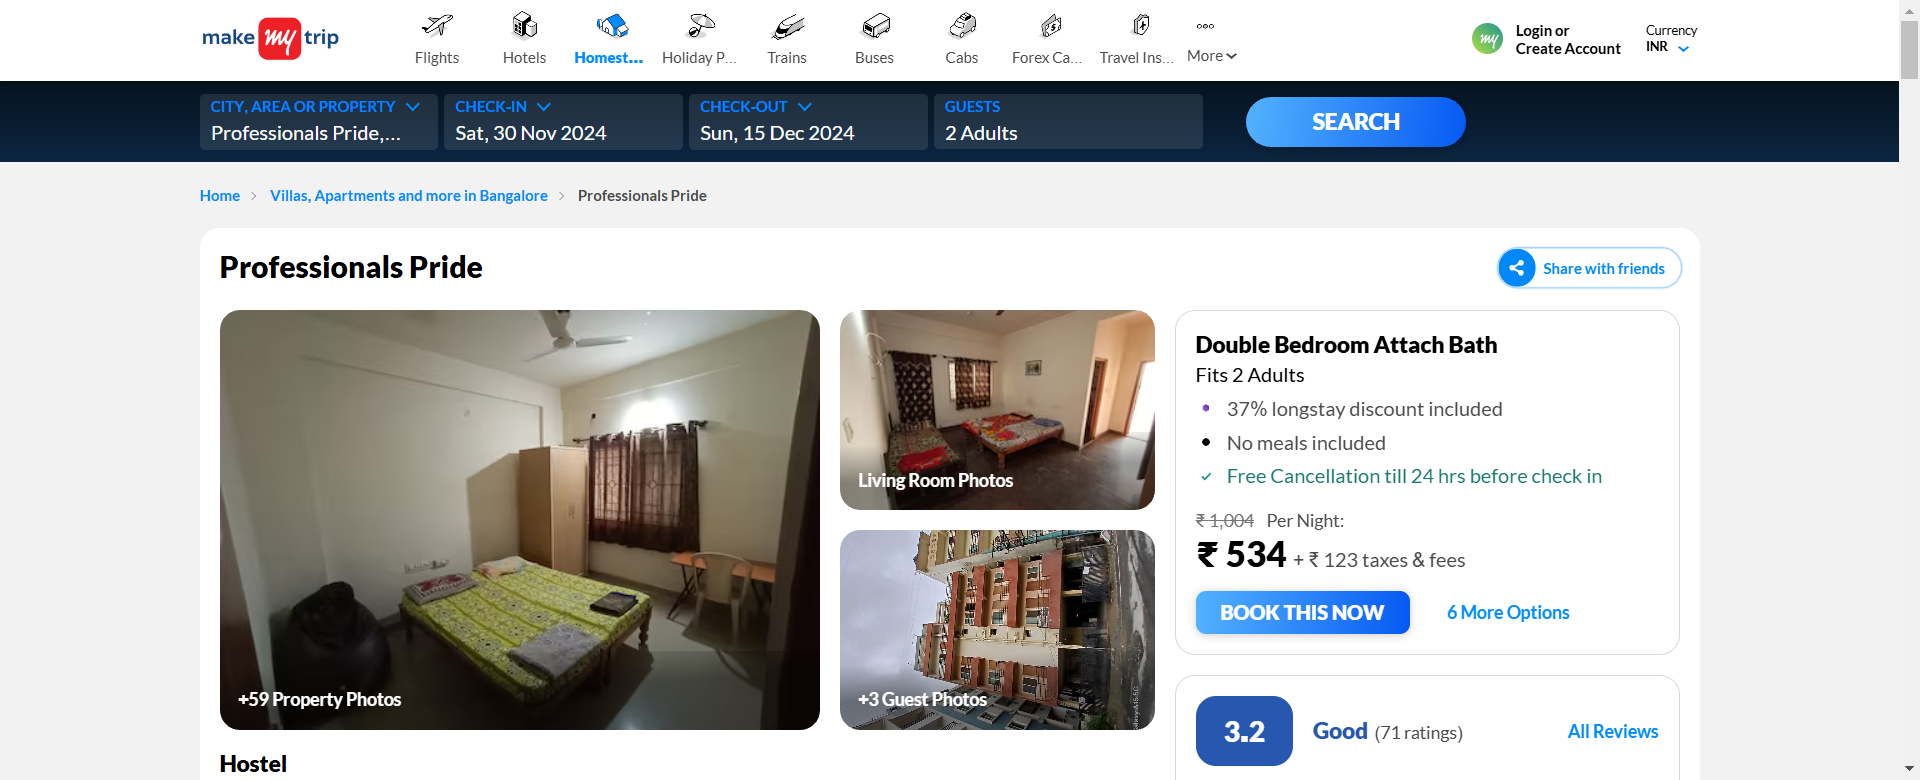 make my trip
Flights
Hotels
Homest...
Holiday P...
Trains
Buses
Cabs
Forex Ca...
Travel Ins...
More
my
Login or
Create Account
Currency
INR
CITY, AREA OR PROPERTY
Professionals Pride,...
CHECK-IN
Sat, 30 Nov 2024
CHECK-OUT
Sun, 15 Dec 2024
GUESTS
2 Adults
SEARCH
Home
Villas, Apartments and more in Bangalore
Professionals Pride
Professionals Pride
Share with friends
+59 Property Photos
Living Room Photos
+3 Guest Photos
Double Bedroom Attach Bath
Fits 2 Adults
37% longstay discount included
No meals included
Free Cancellation till 24 hrs before check in
₹ 1,004 Per Night:
₹ 534 + ₹ 123 taxes & fees
BOOK THIS NOW
6 More Options
3.2
Good (71 ratings)
All Reviews
Hostel